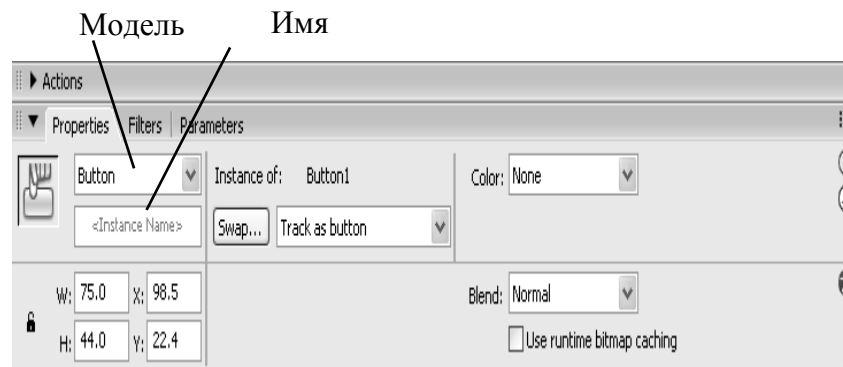 Модель Имя
Actions
Properties Filters Parameters
Button Instance of: Button1 Color: None
<Instance Name> Swap... Track as button
W: 75.0 X: 98.5 Blend: Normal
H: 44.0 Y: 22.4 Use runtime bitmap caching